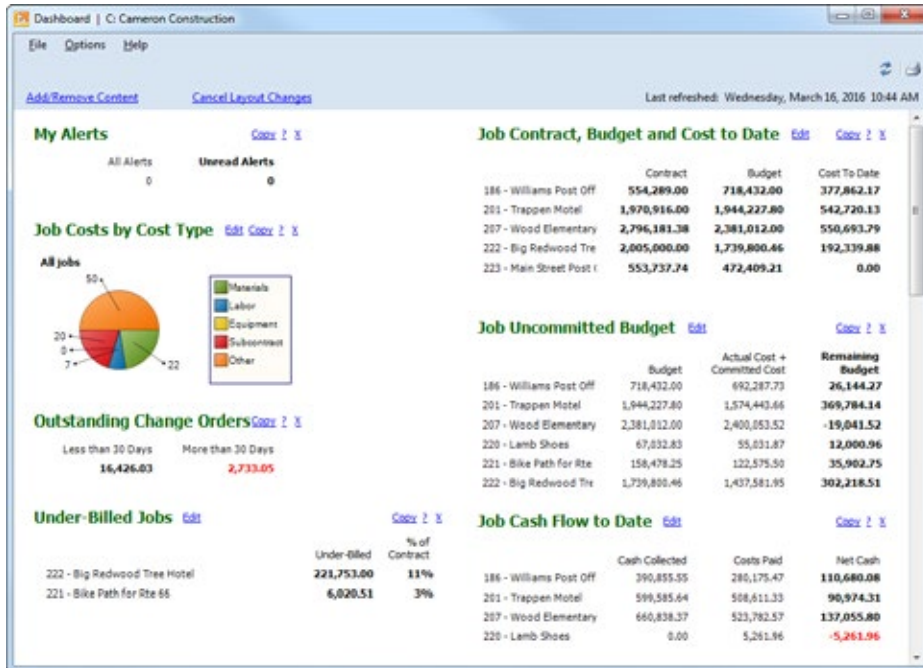 Dashboard | C: Cameron Construction
File Options Help
Add/Remove Content Cancel Layout Changes Last refreshed: Wednesday, March 16, 2016 10:44 AM
My Alerts Copy ? X
All Alerts Unread Alerts
0 0
Job Costs by Cost Type Edit Copy ? X
All jobs
50
20
0
7
22
Materials
Labor
Equipment
Subcontract
Other
Outstanding Change Orders Copy ? X
Less than 30 Days More than 30 Days
16,426.03 2,733.05
Under-Billed Jobs Edit Copy ? X
Under-Billed % of Contract
222 - Big Redwood Tree Hotel 221,753.00 11%
221 - Bike Path for Rte 66 6,020.51 3%
Job Contract, Budget and Cost to Date Edit Copy ? X
Contract Budget Cost To Date
186 - Williams Post Off 554,289.00 718,432.00 377,862.17
201 - Trappen Motel 1,970,916.00 1,944,227.80 542,720.13
207 - Wood Elementary 2,796,181.38 2,381,012.00 550,693.79
222 - Big Redwood Tre 2,005,000.00 1,739,800.46 192,339.88
223 - Main Street Post ( 553,737.74 472,409.21 0.00
Job Uncommitted Budget Edit Copy ? X
Budget Actual Cost + Committed Cost Remaining Budget
186 - Williams Post Off 718,432.00 692,287.73 26,144.27
201 - Trappen Motel 1,944,227.80 1,574,443.66 369,784.14
207 - Wood Elementary 2,381,012.00 2,400,053.52 -19,041.52
220 - Lamb Shoes 67,032.83 55,031.87 12,000.96
221 - Bike Path for Rte 158,478.25 122,575.50 35,902.75
222 - Big Redwood Tre 1,739,800.46 1,437,581.95 302,218.51
Job Cash Flow to Date Edit Copy ? X
Cash Collected Costs Paid Net Cash
186 - Williams Post Off 390,855.55 280,175.47 110,680.08
201 - Trappen Motel 599,585.64 508,611.33 90,974.31
207 - Wood Elementary 660,838.37 523,782.57 137,055.80
220 - Lamb Shoes 0.00 5,261.96 -5,261.96